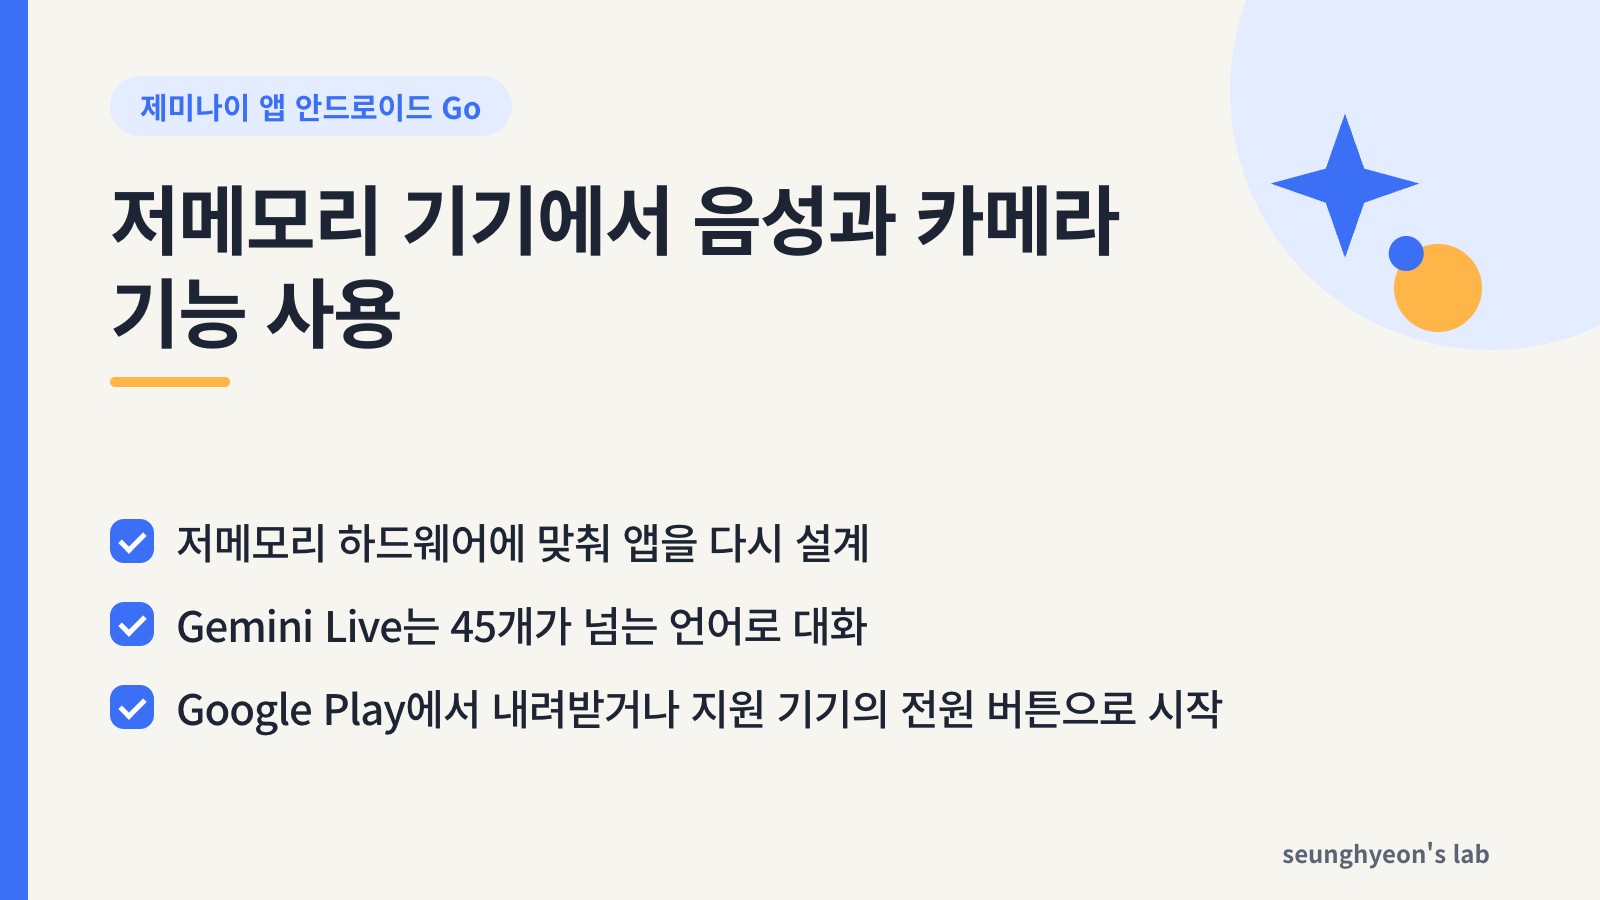 제미나이 앱 안드로이드 Go
저메모리 기기에서 음성과 카메라
기능 사용
저메모리 하드웨어에 맞춰 앱을 다시 설계
Gemini Live는 45개가 넘는 언어로 대화
Google Play에서 내려받거나 지원 기기의 전원 버튼으로 시작
seunghyeon's lab